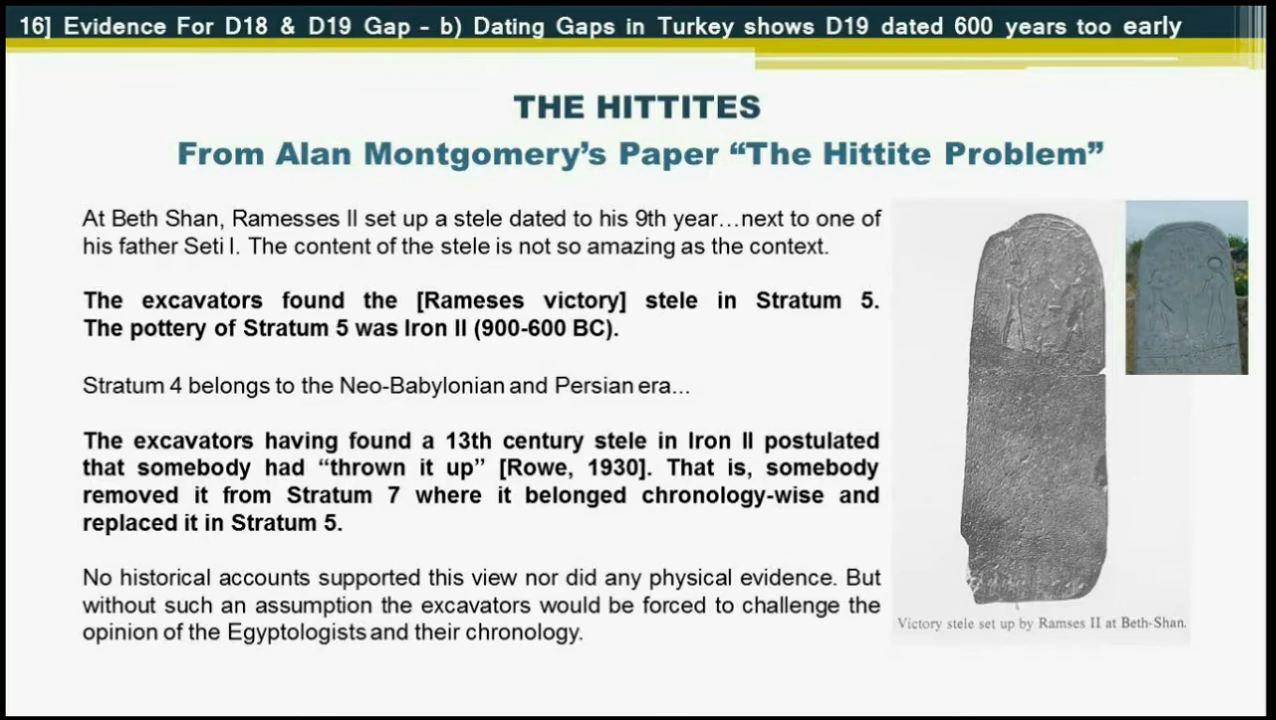 16] Evidence For D18 & D19 Gap - b) Dating Gaps in Turkey shows D19 dated 600 years too early
THE HITTITES
From Alan Montgomery's Paper "The Hittite Problem"
At Beth Shan, Ramesses II set up a stele dated to his 9th year…next to one of
his father Seti I. The content of the stele is not so amazing as the context.
The excavators found the [Rameses victory] stele in Stratum 5.
The pottery of Stratum 5 was Iron II (900-600 BC).
Stratum 4 belongs to the Neo-Babylonian and Persian era...
The excavators having found a 13th century stele in Iron II postulated
that somebody had "thrown it up" [Rowe, 1930]. That is, somebody
removed it from Stratum 7 where it belonged chronology-wise and
replaced it in Stratum 5.
No historical accounts supported this view nor did any physical evidence. But
without such an assumption the excavators would be forced to challenge the
opinion of the Egyptologists and their chronology.
Victory stele set up by Ramses II at Beth-Shan.